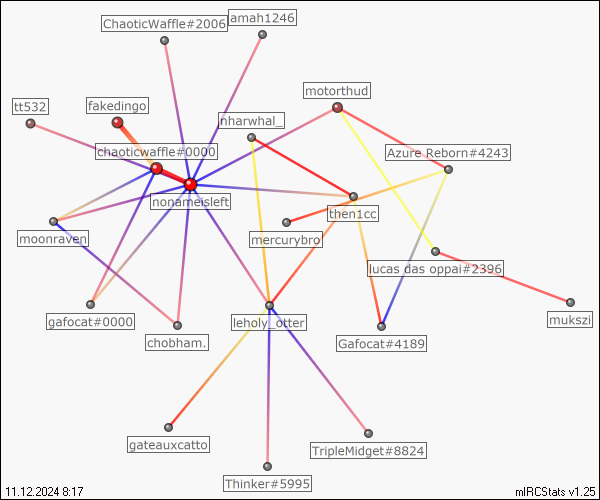 ChaoticWaffle#2006
amah1246
motorthud
tt532
fakedingo
nharwhal_
chaoticwaffle#0000
Azure Reborn#4243
nonameisleft
then1cc
moonraven
mercurybro
lucas das oppai#2396
gafocat#0000
leholy_otter
mukszi
chobham.
Gafocat#4189
gateauxcatto
TripleMidget#8824
Thinker#5995
11.12.2024 8:17
mIRCStats v1.25